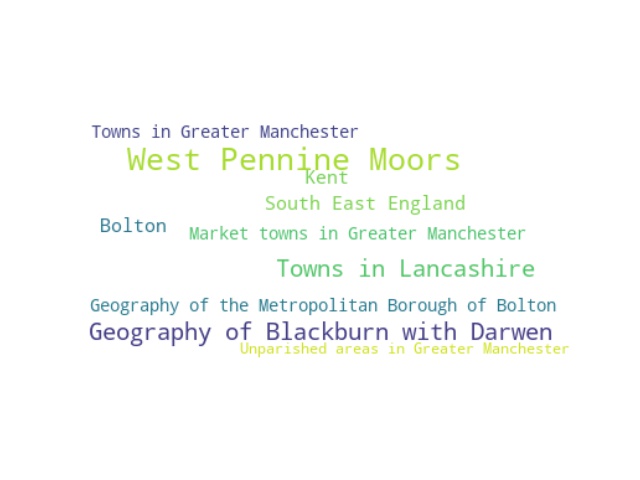 Towns in Greater Manchester
West Pennine Moors
Kent
South East England
Bolton
Market towns in Greater Manchester
Towns in Lancashire
Geography of the Metropolitan Borough of Bolton
Geography of Blackburn with Darwen
Unparished areas in Greater Manchester